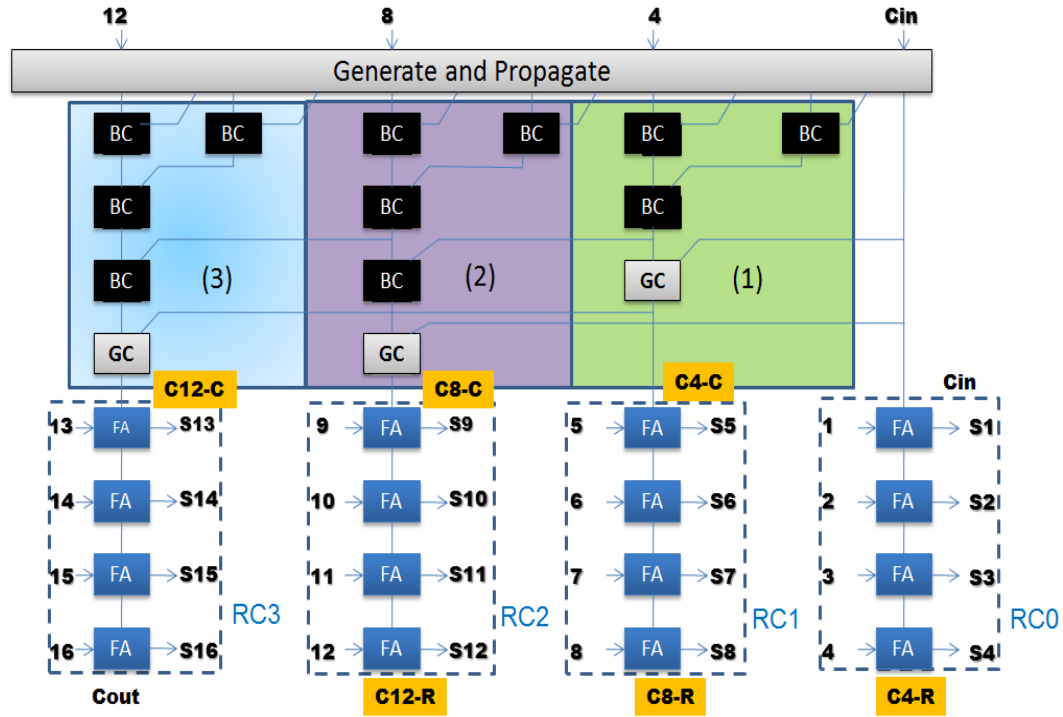 12 8 4 Cin
Generate and Propagate
BC BC BC BC BC BC
BC BC BC
BC (3) BC (2) GC (1)
GC GC
C12-C C8-C C4-C Cin
13 FA S13 9 FA S9 5 FA S5 1 FA S1
14 FA S14 10 FA S10 6 FA S6 2 FA S2
15 FA S15 11 FA S11 7 FA S7 3 FA S3
RC3 RC2 RC1 RC0
16 FA S16 12 FA S12 8 FA S8 4 FA S4
Cout C12-R C8-R C4-R